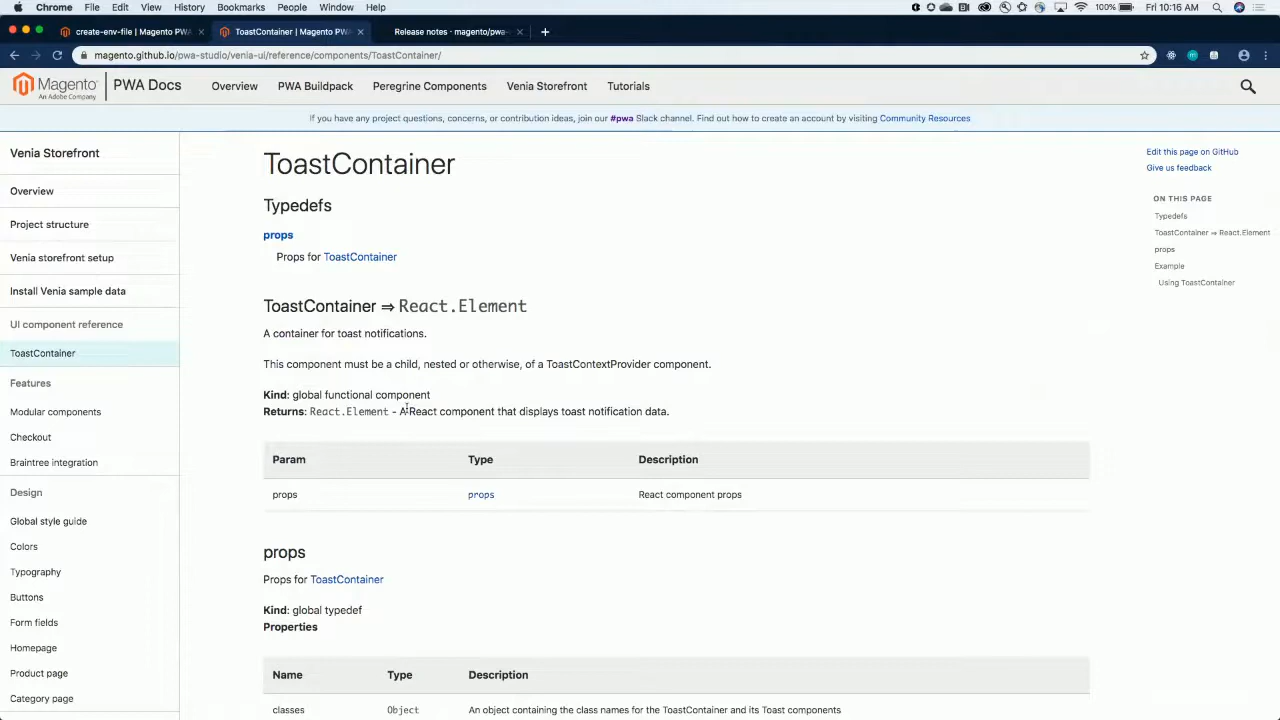 Chrome File Edit View History Bookmarks People Window Help 100% Fri 10:16 AM
create-env-file | Magento PWA
ToastContainer | Magento PWA
Release notes · magento/pwa-
magento.github.io/pwa-studio/venia-ui/reference/components/ToastContainer/
Magento
An Adobe Company
PWA Docs
Overview PWA Buildpack Peregrine Components Venia Storefront Tutorials
If you have any project questions, concerns, or contribution ideas, join our #pwa Slack channel. Find out how to create an account by visiting Community Resources
Venia Storefront
Overview
Project structure
Venia storefront setup
Install Venia sample data
UI component reference
ToastContainer
Features
Modular components
Checkout
Braintree integration
Design
Global style guide
Colors
Typography
Buttons
Form fields
Homepage
Product page
Category page
ToastContainer
Typedefs
props
Props for ToastContainer
ToastContainer ⇒ React.Element
A container for toast notifications.
This component must be a child, nested or otherwise, of a ToastContextProvider component.
Kind: global functional component
Returns: React.Element - A React component that displays toast notification data.
Param Type Description
props props React component props
props
Props for ToastContainer
Kind: global typedef
Properties
Name Type Description
classes Object An object containing the class names for the ToastContainer and its Toast components
Edit this page on GitHub
Give us feedback
ON THIS PAGE
Typedefs
ToastContainer ⇒ React.Element
props
Example
Using ToastContainer